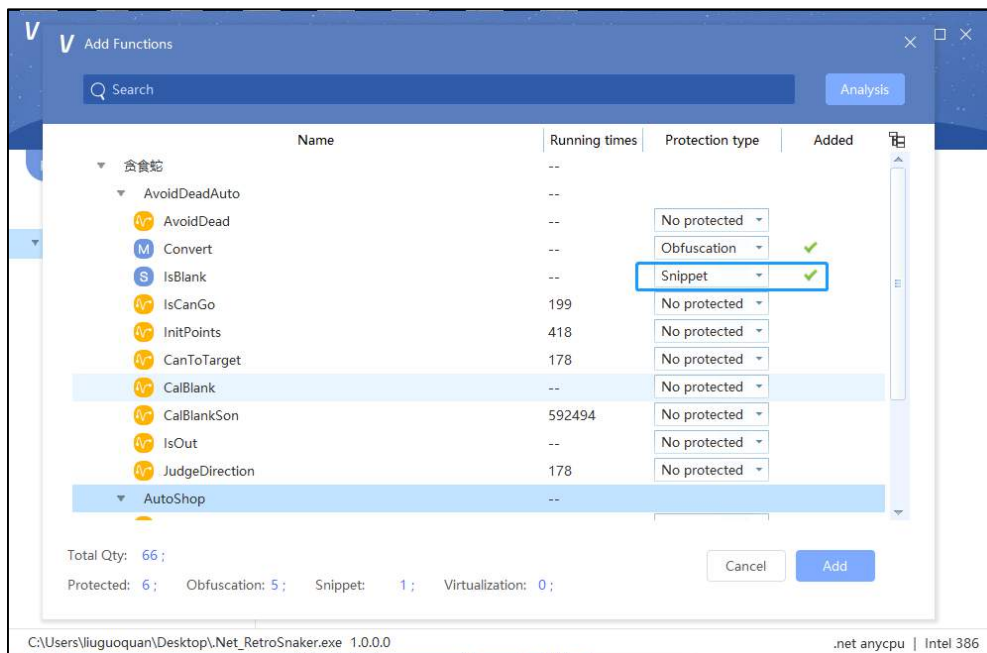 V
V Add Functions
Search
Analysis
Name Running times Protection type Added
贪食蛇 --
AvoidDeadAuto --
AvoidDead -- No protected
M Convert -- Obfuscation
S IsBlank -- Snippet
IsCanGo 199 No protected
InitPoints 418 No protected
CanToTarget 178 No protected
CalBlank -- No protected
CalBlankSon 592494 No protected
IsOut -- No protected
JudgeDirection 178 No protected
AutoShop --
Total Qty: 66 ;
Cancel Add
Protected: 6 ; Obfuscation: 5 ; Snippet: 1 ; Virtualization: 0 ;
C:\Users\liuguoquan\Desktop\.Net_RetroSnaker.exe 1.0.0.0 .net anycpu | Intel 386